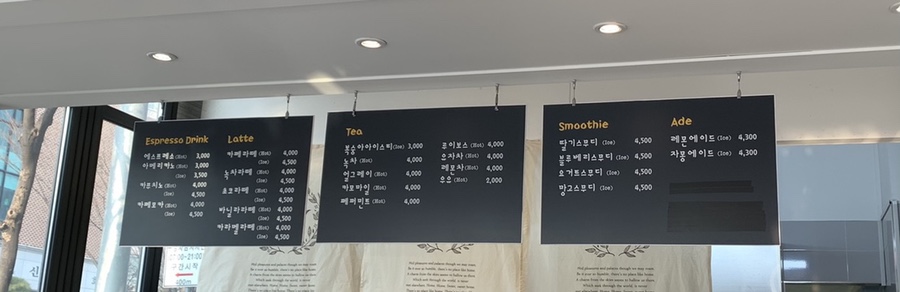 Espresso Drink
에스프레소 (Hot) 3,000
아메리카노 (Hot) 3,000
(Ice) 3,500
카푸치노 (Hot) 4,000
(Ice) 4,500
카페모카 (Hot) 4,000
(Ice) 4,500
Latte
카페라떼 (Hot) 4,000
(Ice) 4,500
녹차라떼 (Hot) 4,000
(Ice) 4,500
초코라떼 (Hot) 4,000
(Ice) 4,500
바닐라라떼 (Hot) 4,000
(Ice) 4,500
카라멜라떼 (Hot) 4,000
(Ice) 4,500
Tea
복숭아아이스티 (Ice) 3,000
녹차 (Hot) 4,000
얼그레이 (Hot) 4,000
카모마일 (Hot) 4,000
페퍼민트 (Hot) 4,000
루이보스 (Hot) 4,000
유자차 (Hot) 4,000
레몬차 (Hot) 4,000
우유 (Hot) 2,000
Smoothie
딸기스무디 (Ice) 4,500
블루베리스무디 (Ice) 4,500
요거트스무디 (Ice) 4,500
망고스무디 (Ice) 4,500
Ade
레몬에이드 (Ice) 4,300
자몽에이드 (Ice) 4,300